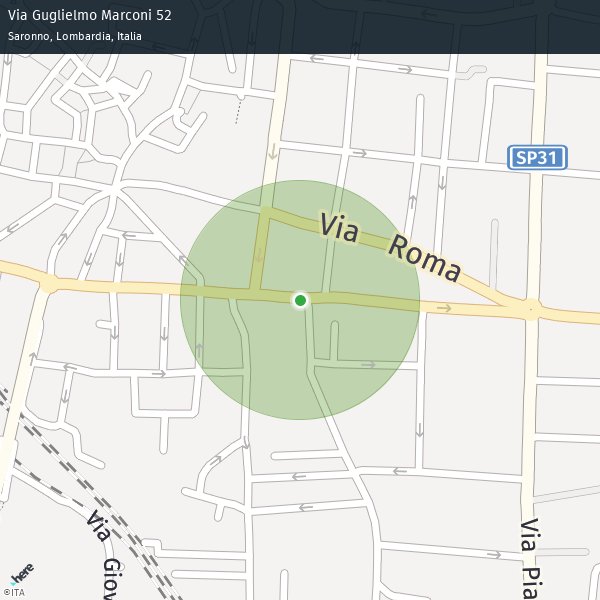 Via Guglielmo Marconi 52
Saronno, Lombardia, Italia
SP31
Via Roma
Via Giov
Via Pia
here
©ITA